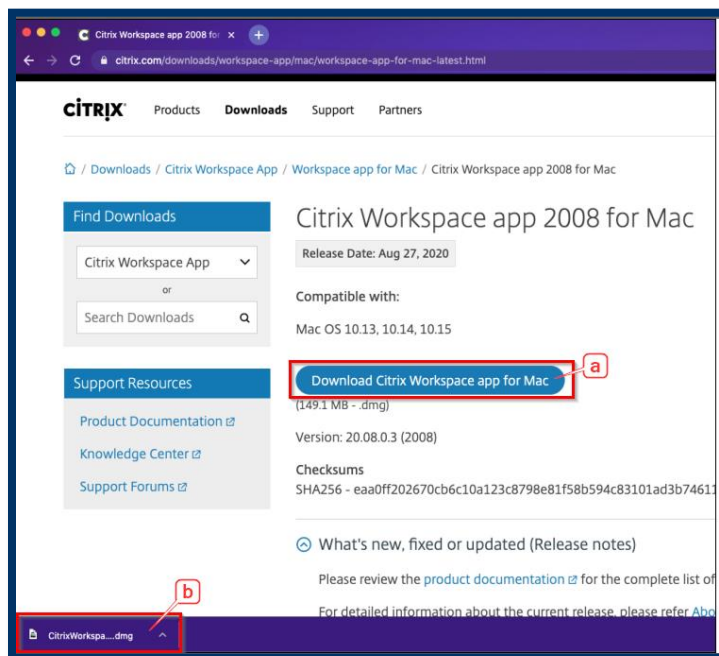 Citrix Workspace app 2008 for
citrix.com/downloads/workspace-app/mac/workspace-app-for-mac-latest.html
CİTRIX Products Downloads Support Partners
/ Downloads / Citrix Workspace App / Workspace app for Mac / Citrix Workspace app 2008 for Mac
Find Downloads
Citrix Workspace App
or
Search Downloads
Support Resources
Product Documentation
Knowledge Center
Support Forums
Citrix Workspace app 2008 for Mac
Release Date: Aug 27, 2020
Compatible with:
Mac OS 10.13, 10.14, 10.15
Download Citrix Workspace app for Mac
a
(149.1 MB - .dmg)
Version: 20.08.0.3 (2008)
Checksums
SHA256 - eaa0ff202670cb6c10a123c8798e81f58b594c83101ad3b74611
What's new, fixed or updated (Release notes)
Please review the product documentation for the complete list of
For detailed information about the current release, please refer Abo
b
CitrixWorkspa....dmg